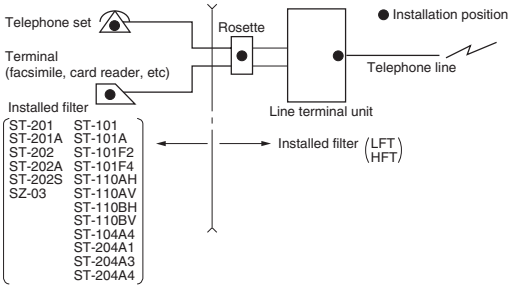 Telephone set
Rosette
Installation position
Terminal
(facsimile, card reader, etc)
Telephone line
Line terminal unit
Installed filter
ST-201 ST-101
ST-201A ST-101A
ST-202 ST-101F2
ST-202A ST-101F4
ST-202S ST-110AH
SZ-03 ST-110AV
ST-110BH
ST-110BV
ST-104A4
ST-204A1
ST-204A3
ST-204A4
Installed filter (LFT
HFT)